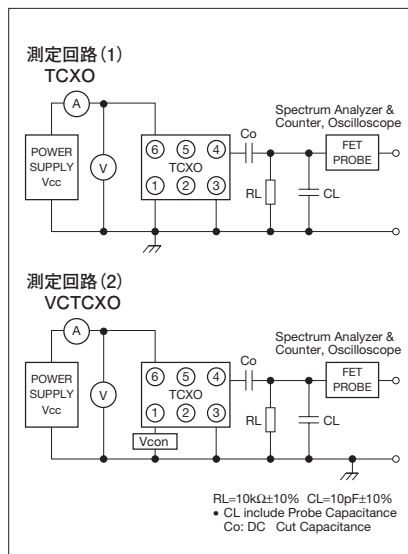 測定回路(1)
TCXO
A
POWER
SUPPLY
Vcc
V
6 5 4
TCXO
1 2 3
Co
RL
CL
Spectrum Analyzer &
Counter, Oscilloscope
FET
PROBE
測定回路(2)
VCTCXO
A
POWER
SUPPLY
Vcc
V
6 5 4
TCXO
1 2 3
Vcon
Co
RL
CL
Spectrum Analyzer &
Counter, Oscilloscope
FET
PROBE
RL=10kΩ±10% CL=10pF±10%
• CL include Probe Capacitance
Co: DC Cut Capacitance